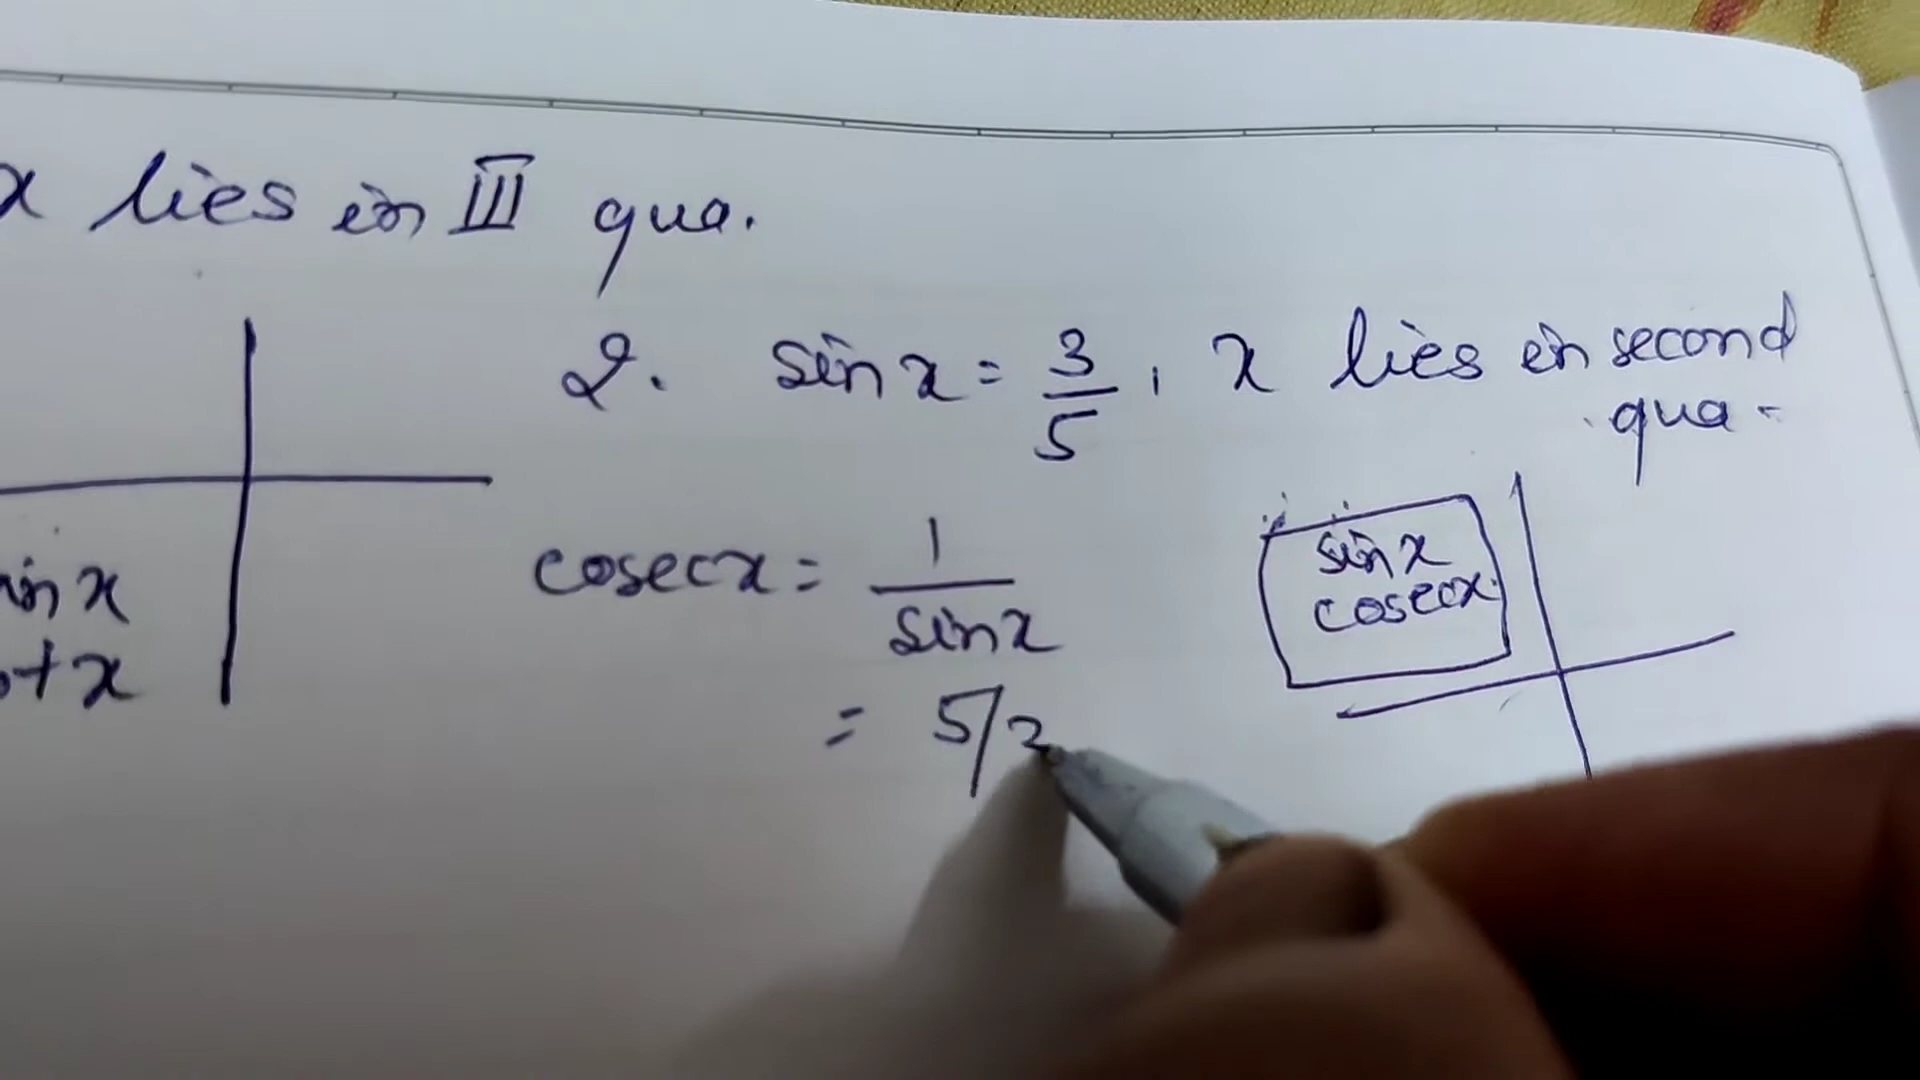 x lies in III qua.
2. sin x = 3/5, x lies in second
qua-
cosec x = 1/sin x
= 5/
sin x
cosec x
in x
ot x